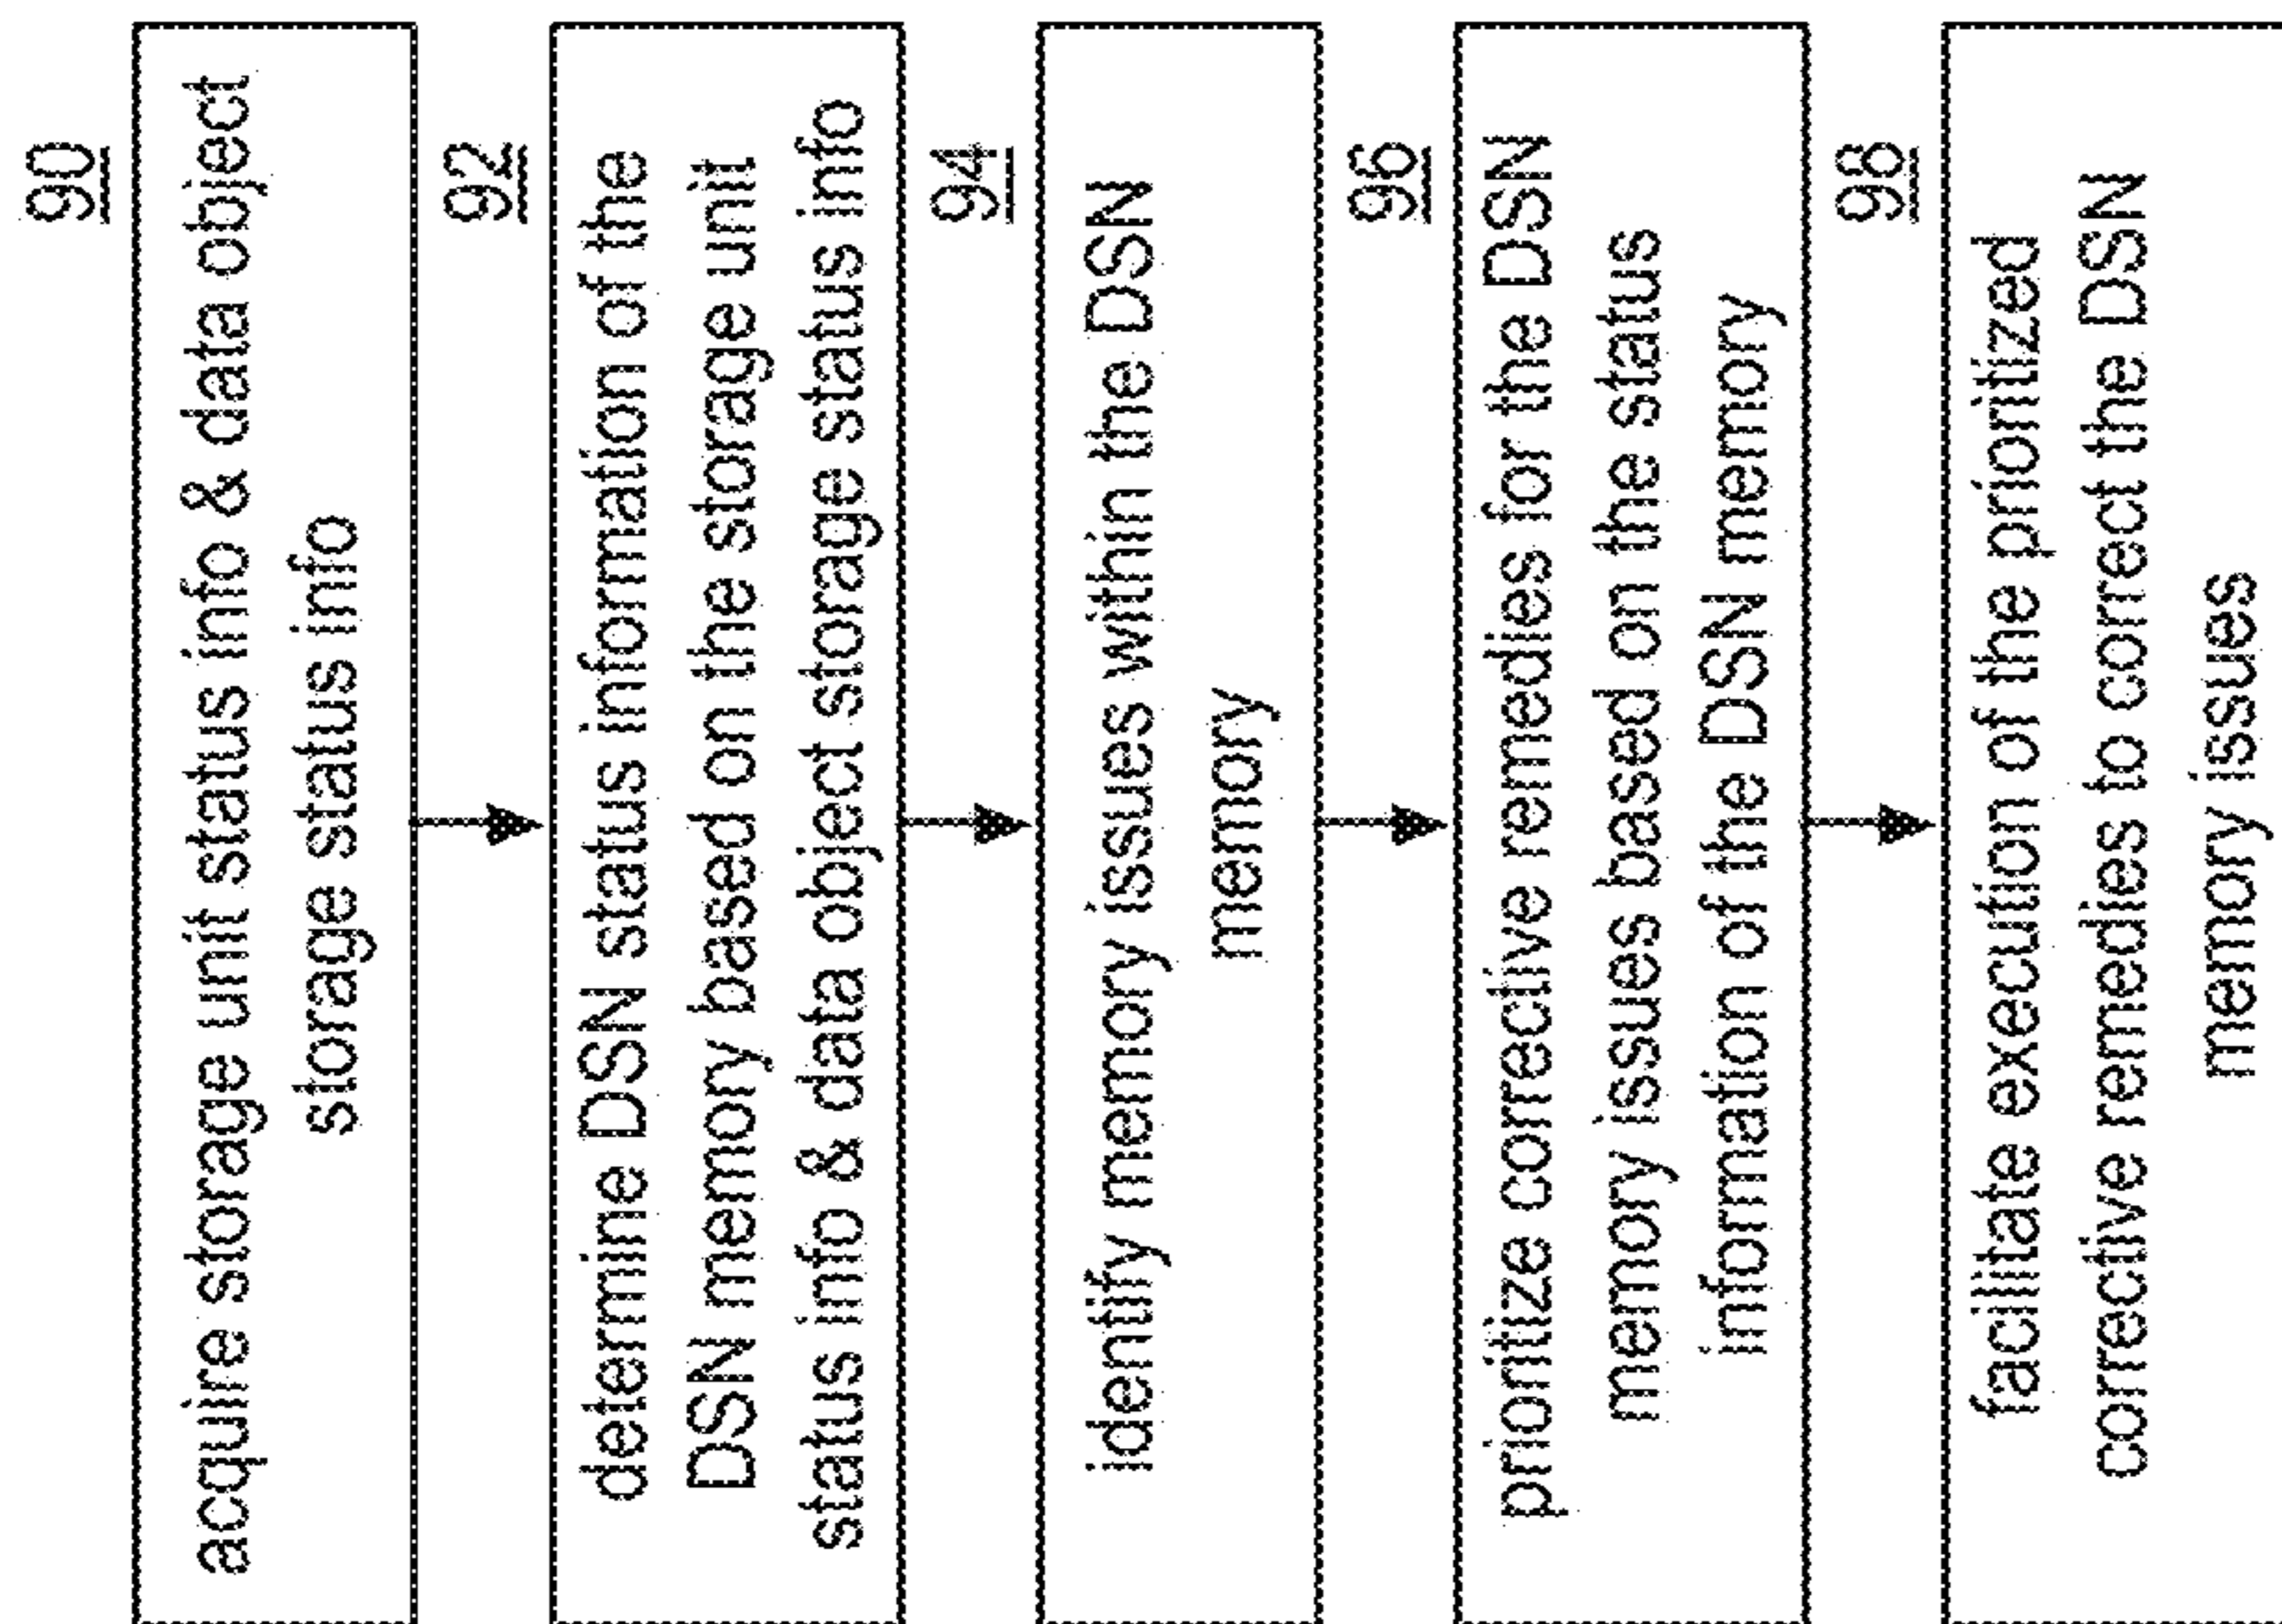 90
acquire storage unit status info & data object
storage status info
92
determine DSN status information of the
DSN memory based on the storage unit
status info & data object storage status info
94
identify memory issues within the DSN
memory
96
prioritize corrective remedies for the DSN
memory issues based on the status
information of the DSN memory
98
facilitate execution of the prioritized
corrective remedies to correct the DSN
memory issues